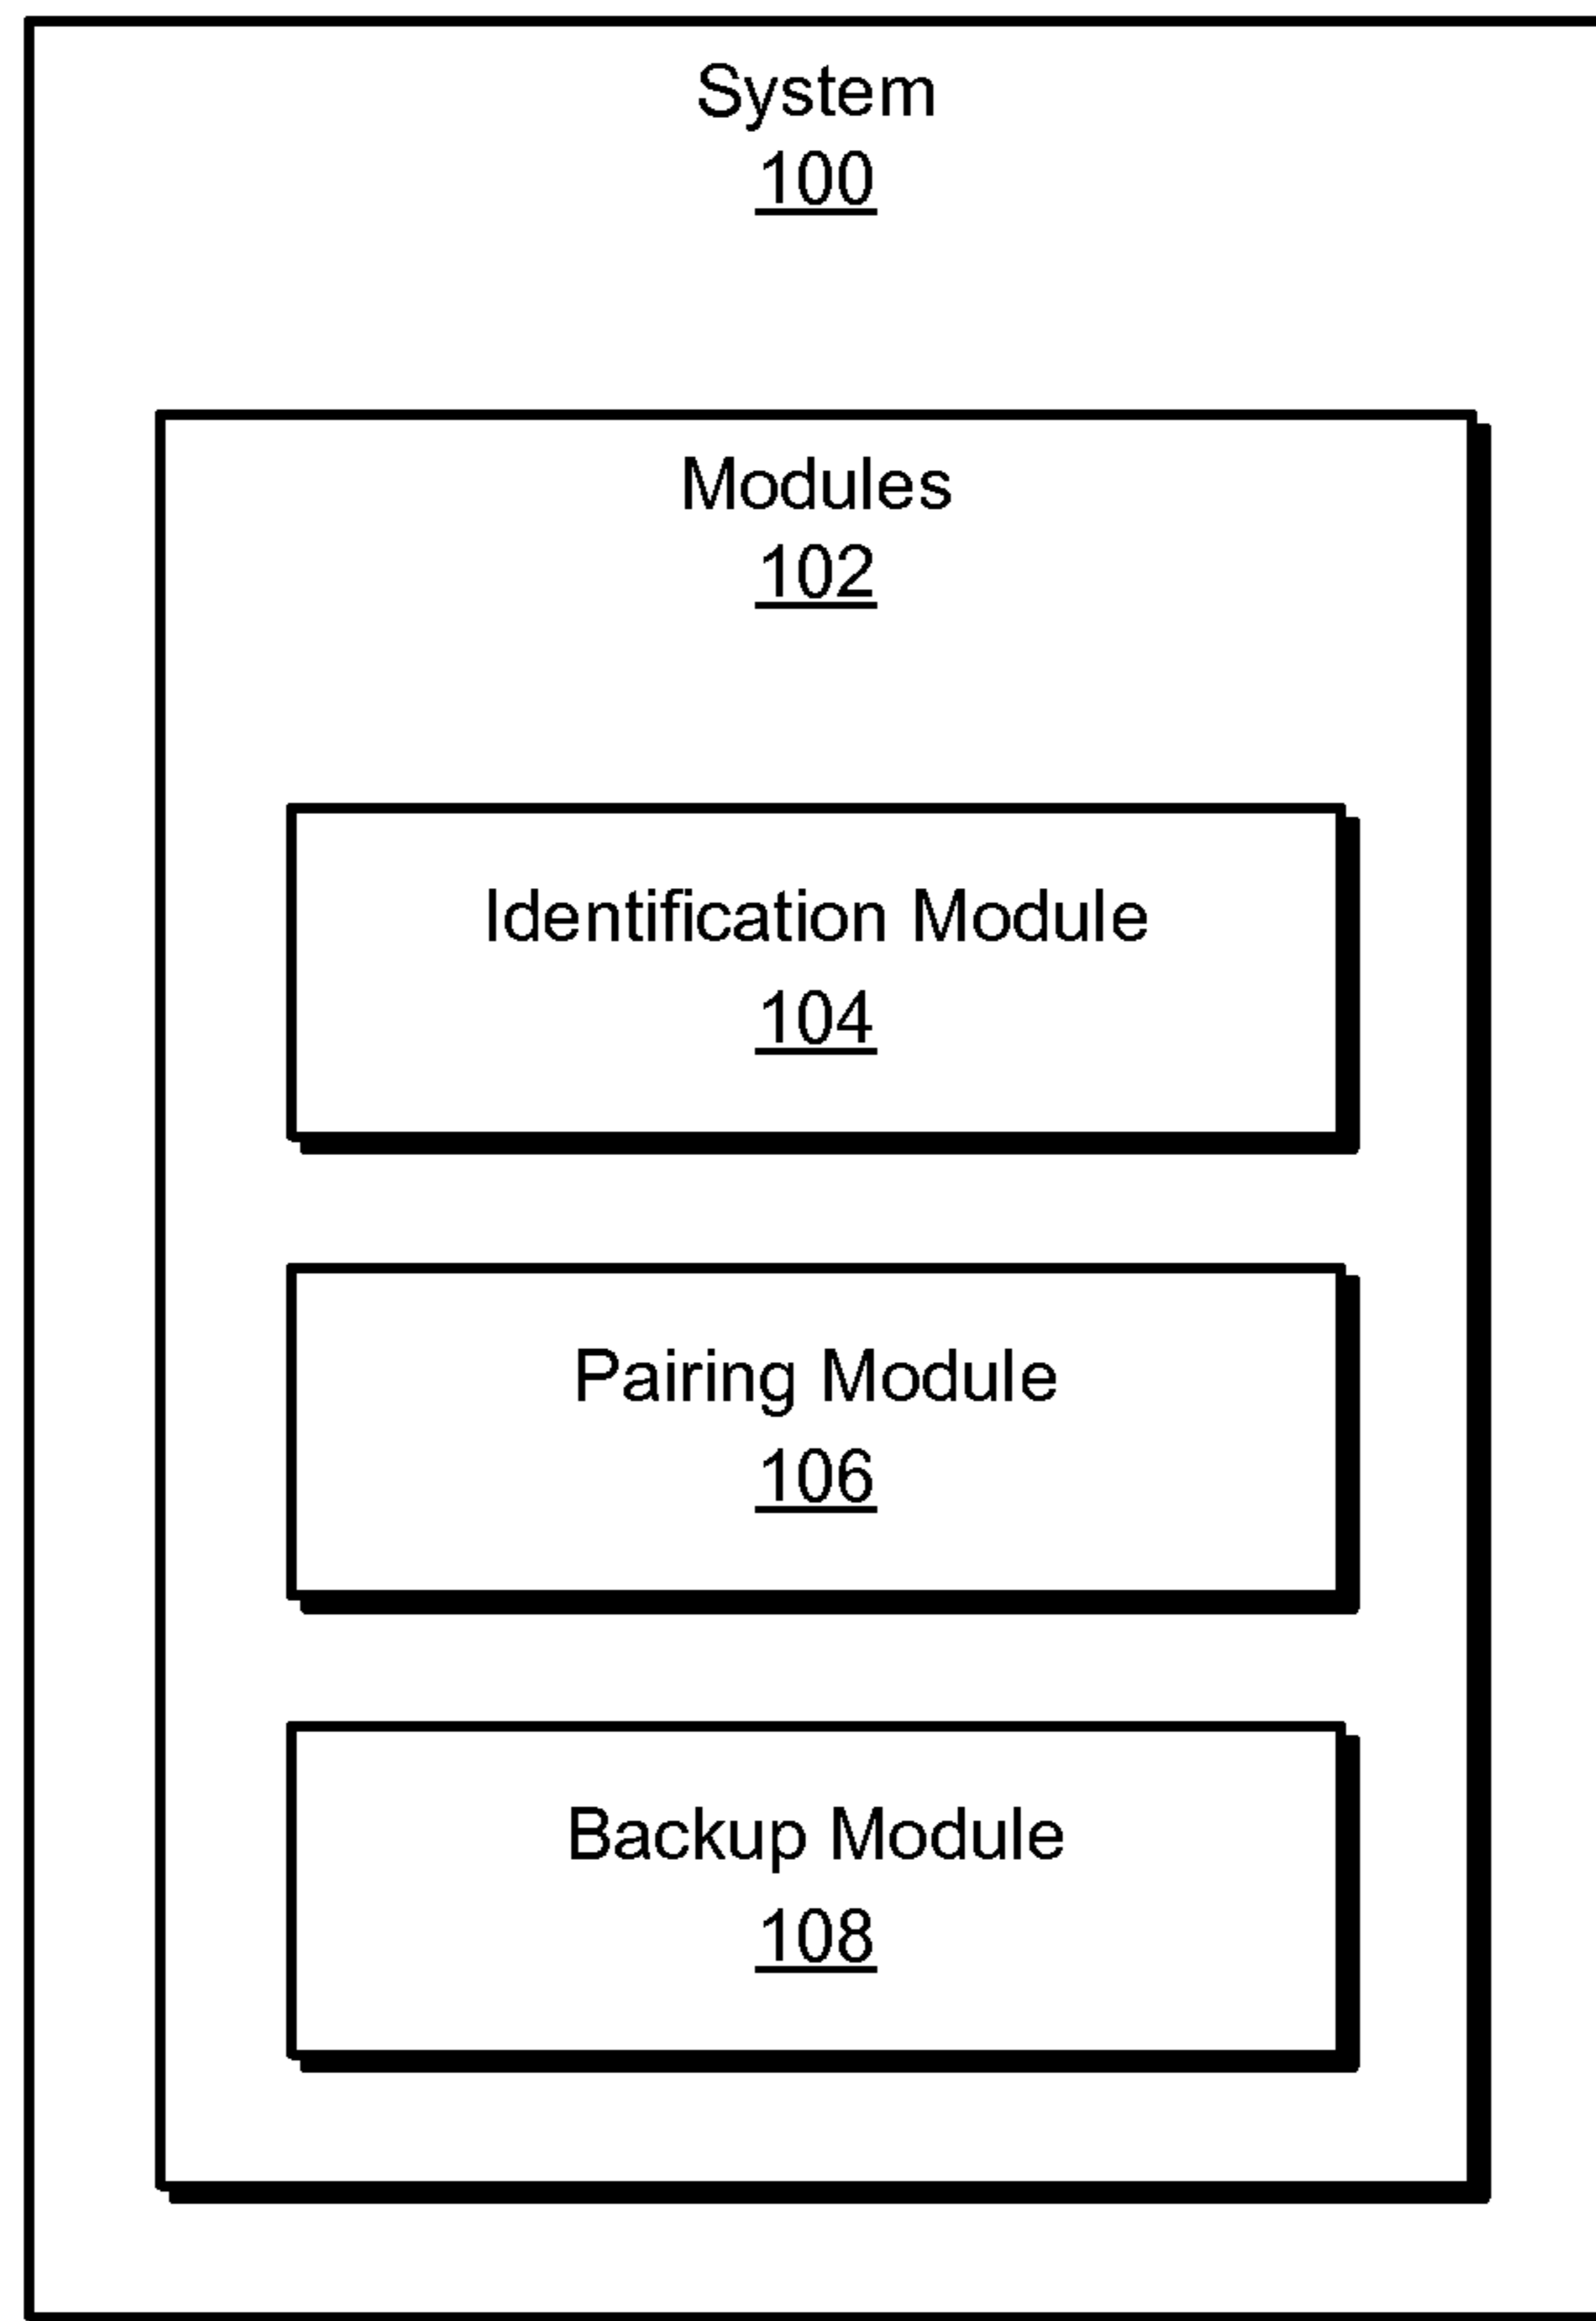 System
100
Modules
102
Identification Module
104
Pairing Module
106
Backup Module
108